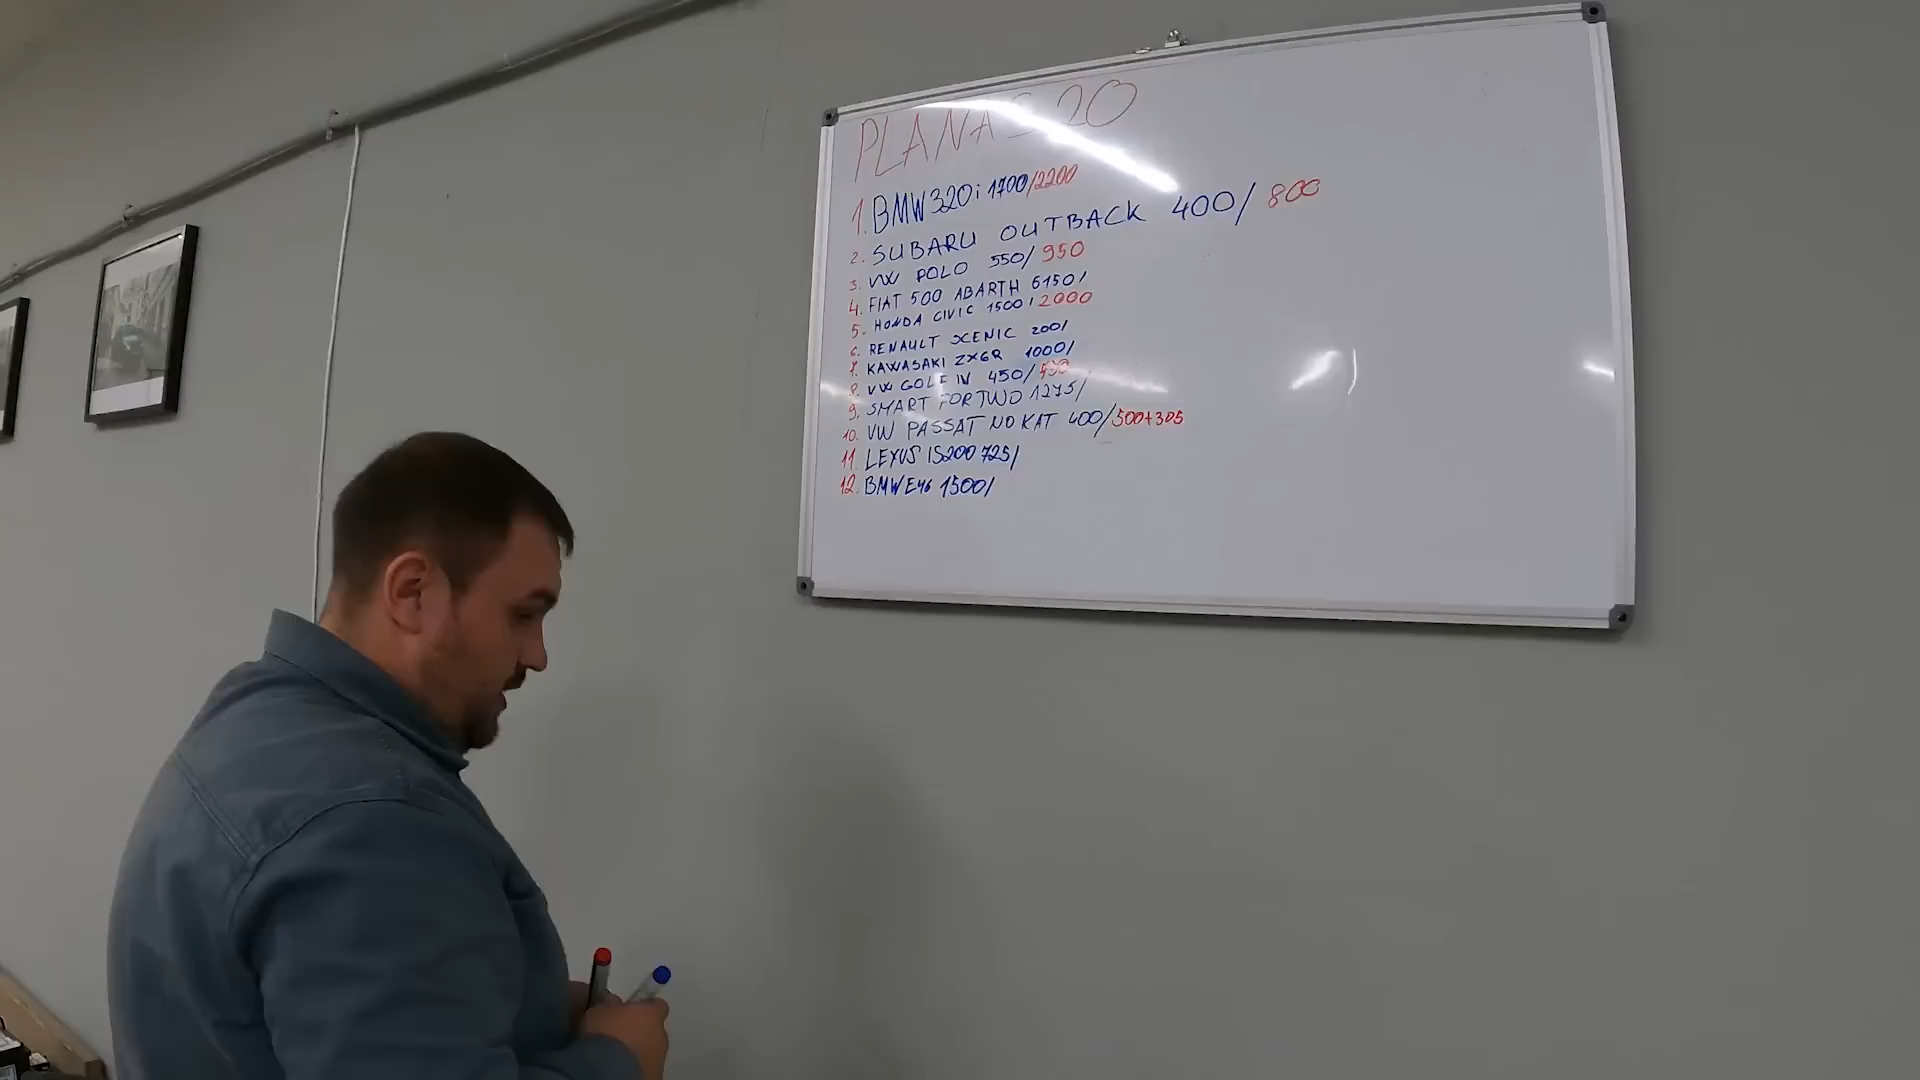 PLANAS 20
1. BMW 320i 1700/2200
2. SUBARU OUTBACK 400/ 800
3. VW POLO 550/ 950
4. FIAT 500 ABARTH 6150/
5. HONDA CIVIC 1500/2000
6. RENAULT SCENIC 200/
7. KAWASAKI ZX6R 1000/
8. VW GOLF IV 450/
9. SMART FORTWO 1275/
10. VW PASSAT NO KAT 400/500+305
11. LEXUS IS200 725/
12. BMW E46 1500/